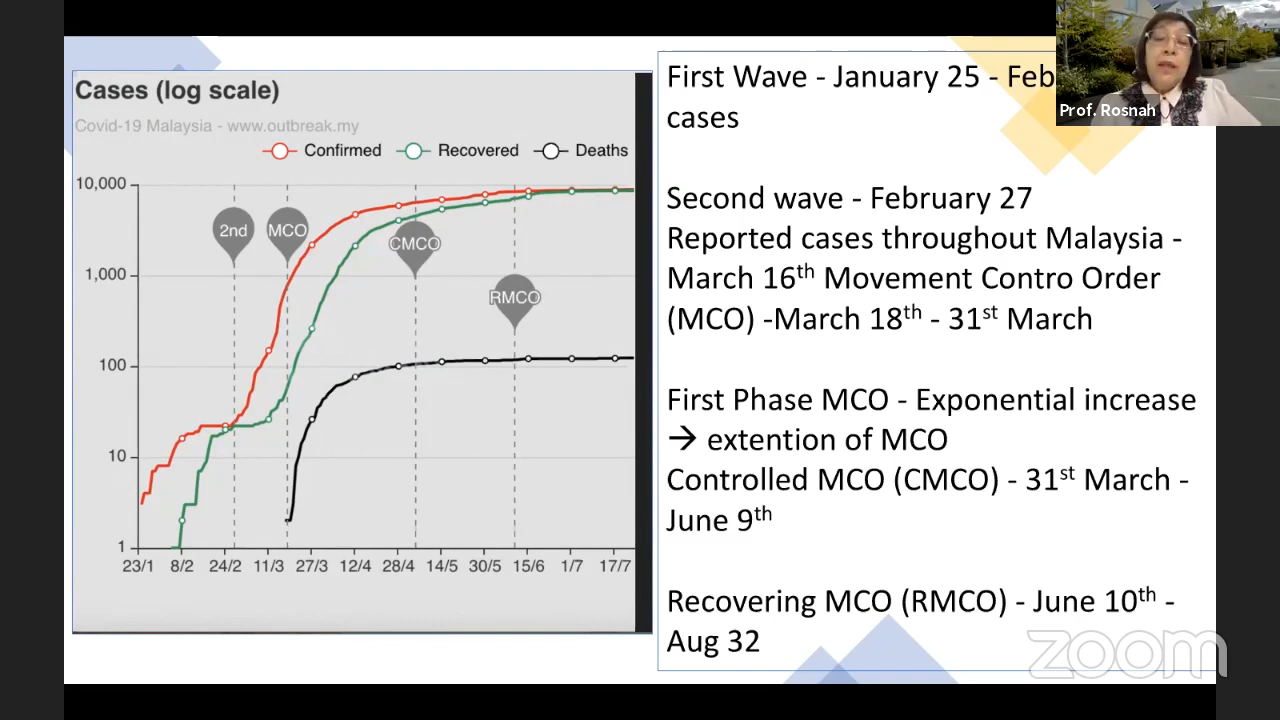 Cases (log scale)
Covid-19 Malaysia - www.outbreak.my
Confirmed Recovered Deaths
10,000
1,000
100
10
1
2nd MCO CMCO RMCO
23/1 8/2 24/2 11/3 27/3 12/4 28/4 14/5 30/5 15/6 1/7 17/7
First Wave - January 25 - Feb
cases
Second wave - February 27
Reported cases throughout Malaysia -
March 16th Movement Contro Order
(MCO) -March 18th - 31st March
First Phase MCO - Exponential increase
→ extention of MCO
Controlled MCO (CMCO) - 31st March -
June 9th
Recovering MCO (RMCO) - June 10th -
Aug 32
Prof. Rosnah
zoom